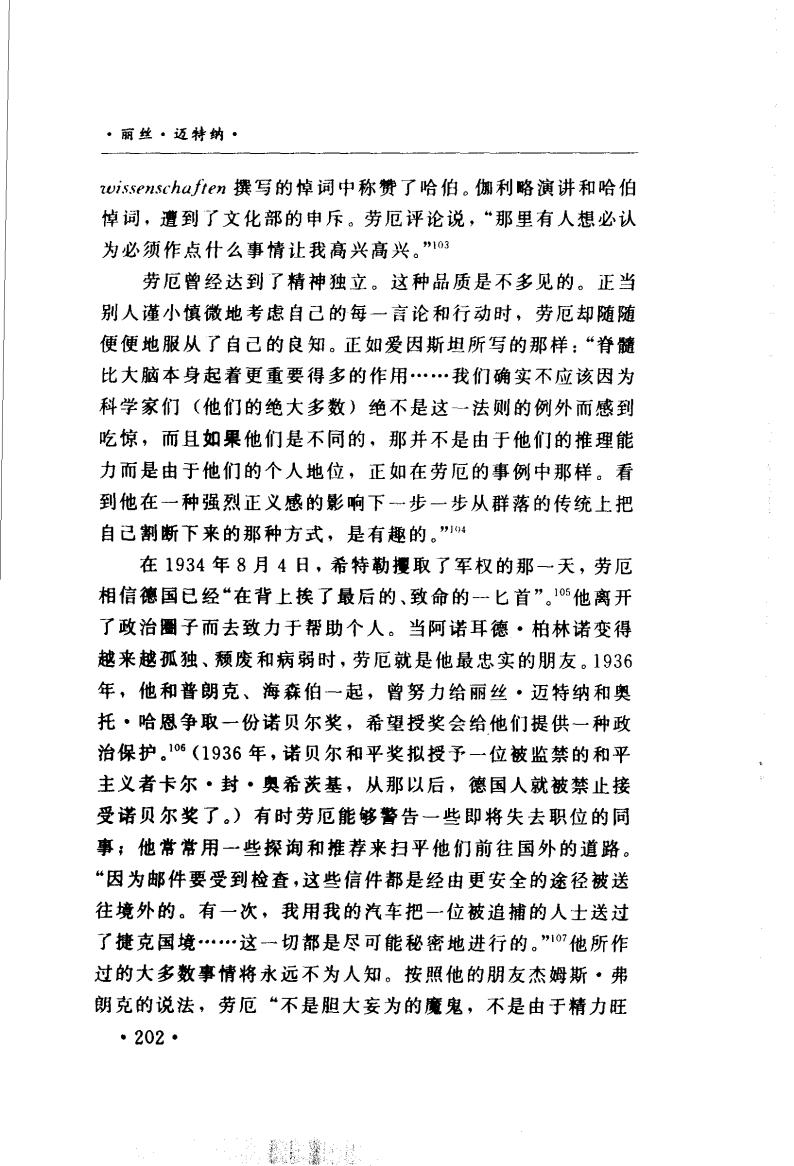 ·丽丝·迈特纳·
wissenschaften 撰写的悼词中称赞了哈伯。伽利略演讲和哈伯
悼词，遭到了文化部的申斥。劳厄评论说，“那里有人想必认
为必须作点什么事情让我高兴高兴。”103
劳厄曾经达到了精神独立。这种品质是不多见的。正当
别人谨小慎微地考虑自己的每一言论和行动时，劳厄却随随
便便地服从了自己的良知。正如爱因斯坦所写的那样：“脊髓
比大脑本身起着更重要得多的作用……我们确实不应该因为
科学家们（他们的绝大多数）绝不是这一法则的例外而感到
吃惊，而且如果他们是不同的，那并不是由于他们的推理能
力而是由于他们的个人地位，正如在劳厄的事例中那样。看
到他在一种强烈正义感的影响下一步一步从群落的传统上把
自己割断下来的那种方式，是有趣的。”104
在 1934 年 8 月 4 日，希特勒攫取了军权的那一天，劳厄
相信德国已经“在背上挨了最后的、致命的一匕首”。105他离开
了政治圈子而去致力于帮助个人。当阿诺耳德·柏林诺变得
越来越孤独、颓废和病弱时，劳厄就是他最忠实的朋友。1936
年，他和普朗克、海森伯一起，曾努力给丽丝·迈特纳和奥
托·哈恩争取一份诺贝尔奖，希望授奖会给他们提供一种政
治保护。106（1936 年，诺贝尔和平奖拟授予一位被监禁的和平
主义者卡尔·封·奥希茨基，从那以后，德国人就被禁止接
受诺贝尔奖了。）有时劳厄能够警告一些即将失去职位的同
事；他常常用一些探询和推荐来扫平他们前往国外的道路。
“因为邮件要受到检查，这些信件都是经由更安全的途径被送
往境外的。有一次，我用我的汽车把一位被追捕的人士送过
了捷克国境……这一切都是尽可能秘密地进行的。”107他所作
过的大多数事情将永远不为人知。按照他的朋友杰姆斯·弗
朗克的说法，劳厄“不是胆大妄为的魔鬼，不是由于精力旺
·202·